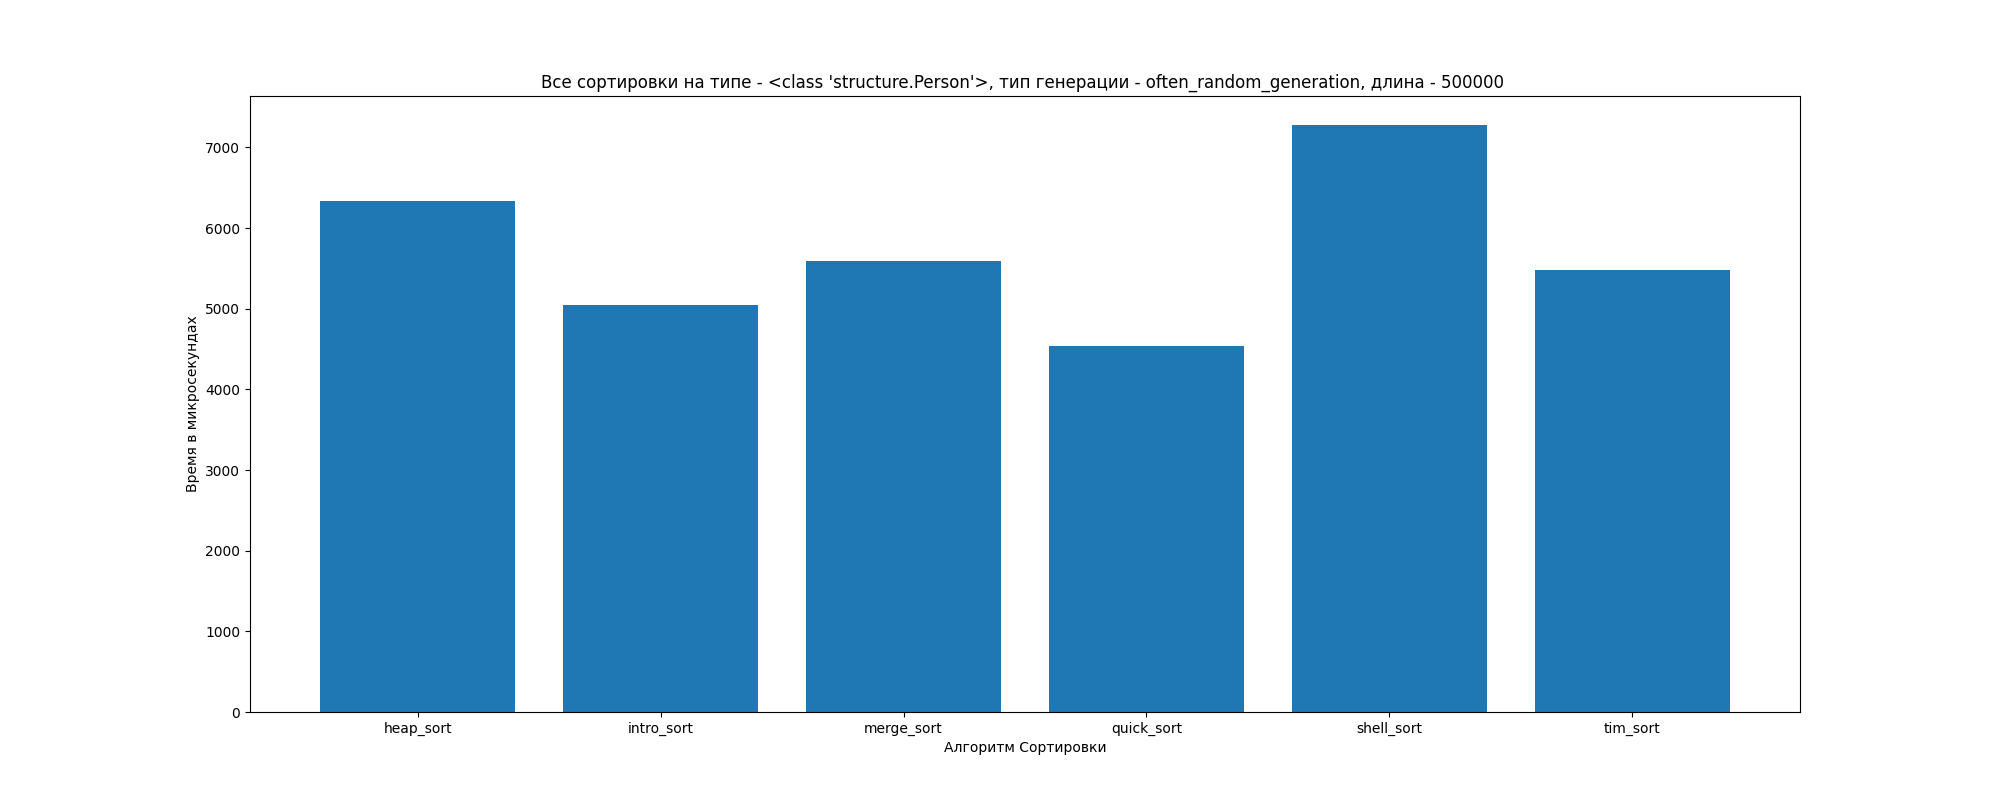 Все сортировки на типе - <class 'structure.Person'>, тип генерации - often_random_generation, длина - 500000
Время в микросекундах
7000
6000
5000
4000
3000
2000
1000
0
heap_sort intro_sort merge_sort quick_sort shell_sort tim_sort
Алгоритм Сортировки